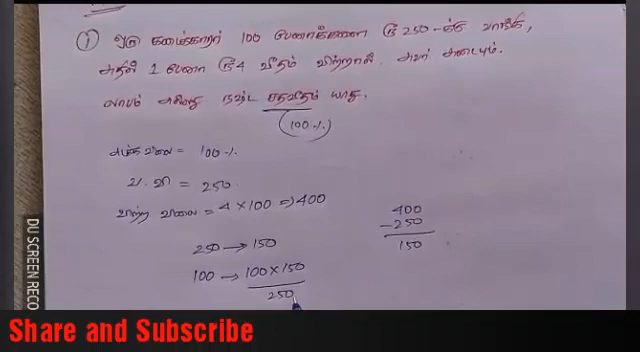 ① ஒரு கடைக்காரர் 100 பேனாக்களை ரூ 250-க்கு வாங்கி,
அதில் 1 பேனா ரூ4 வீதம் விற்றால் அவர் அடையும்
லாபம் அல்லது நஷ்ட சதவீதம் யாது.
(100%)
அடக்க விலை = 100%
வா. வி = 250.
விற்ற விலை = 4 × 100 => 400
400
- 250
150
250 → 150
100 → 100 × 150
250
DU SCREEN RECO
Share and Subscribe